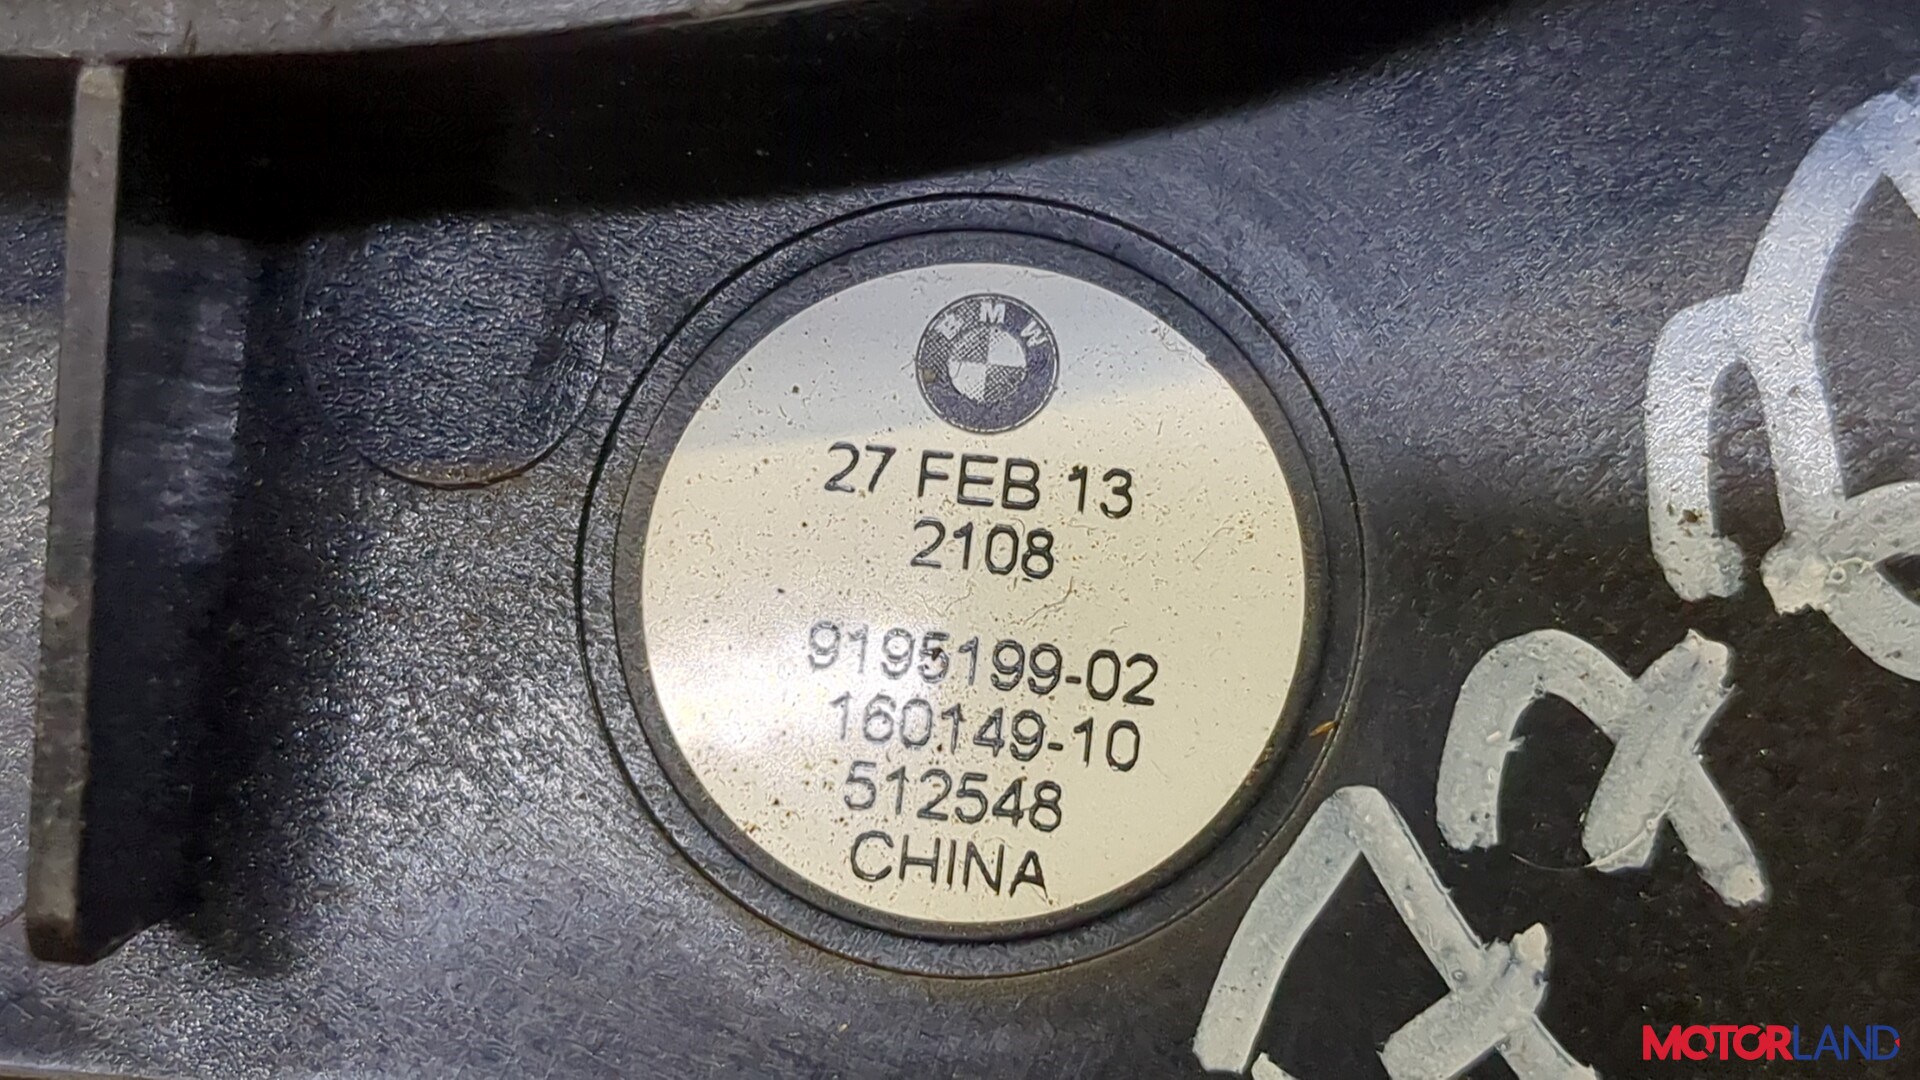 BMW
27 FEB 13
2108
9195199-02
160149-10
512548
CHINA
MOTORLAND